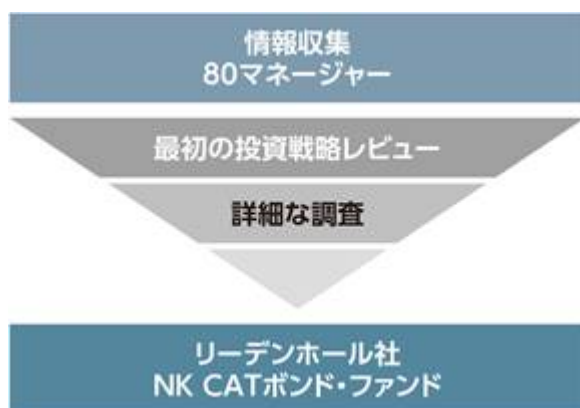 情報収集
80マネージャー
最初の投資戦略レビュー
詳細な調査
リーデンホール社
NK CATボンド・ファンド